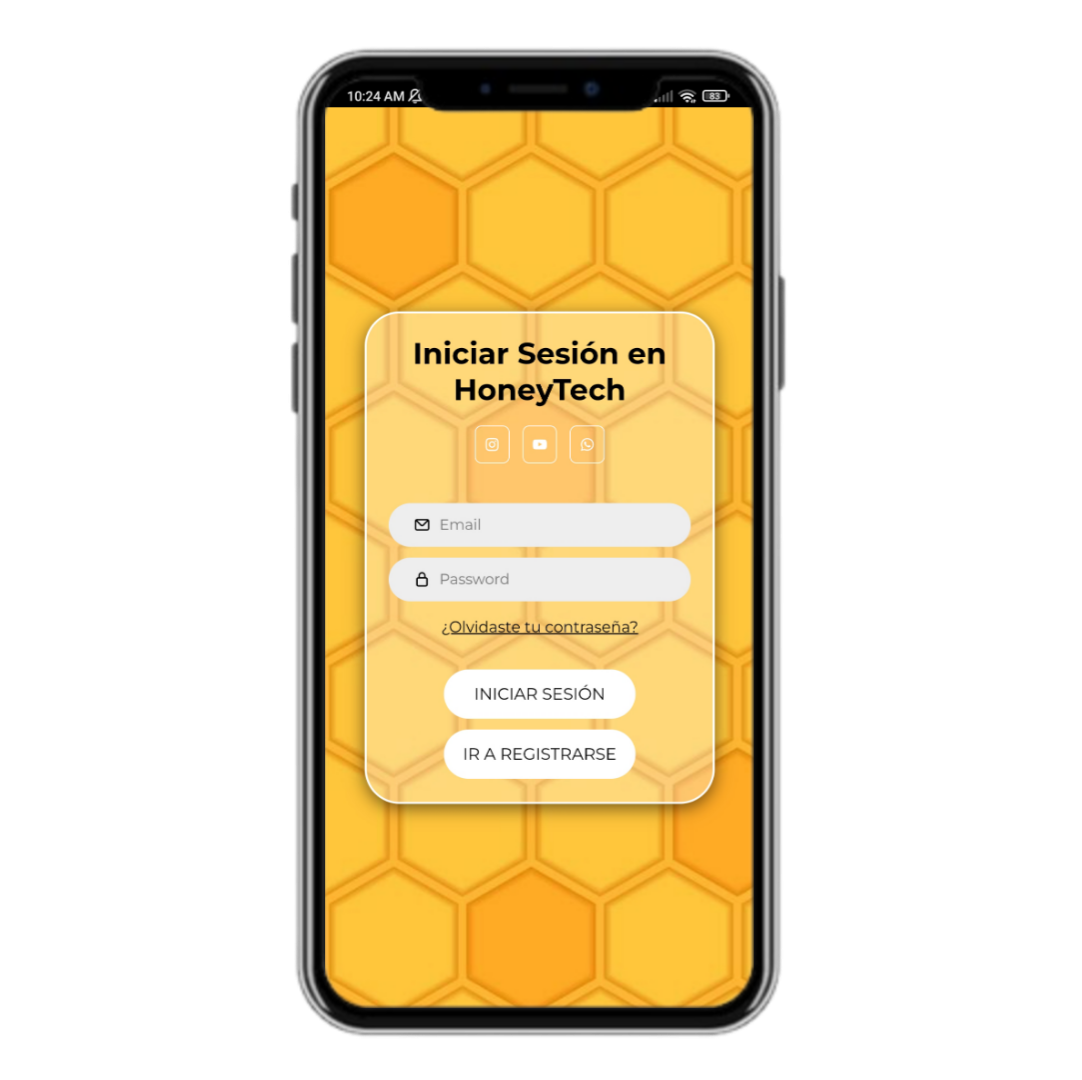 10:24 AM
83
Iniciar Sesión en
HoneyTech
Email
Password
¿Olvidaste tu contraseña?
INICIAR SESIÓN
IR A REGISTRARSE